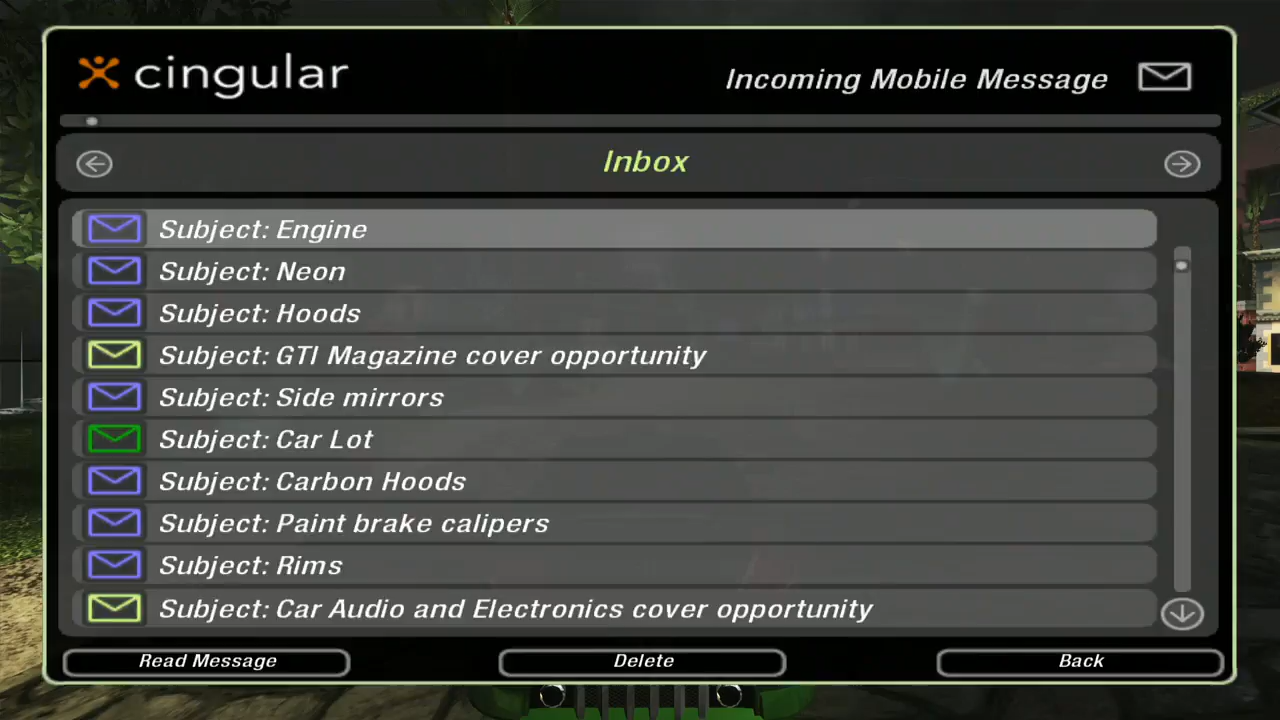 cingular
Incoming Mobile Message
Inbox
Subject: Engine
Subject: Neon
Subject: Hoods
Subject: GTI Magazine cover opportunity
Subject: Side mirrors
Subject: Car Lot
Subject: Carbon Hoods
Subject: Paint brake calipers
Subject: Rims
Subject: Car Audio and Electronics cover opportunity
Read Message
Delete
Back